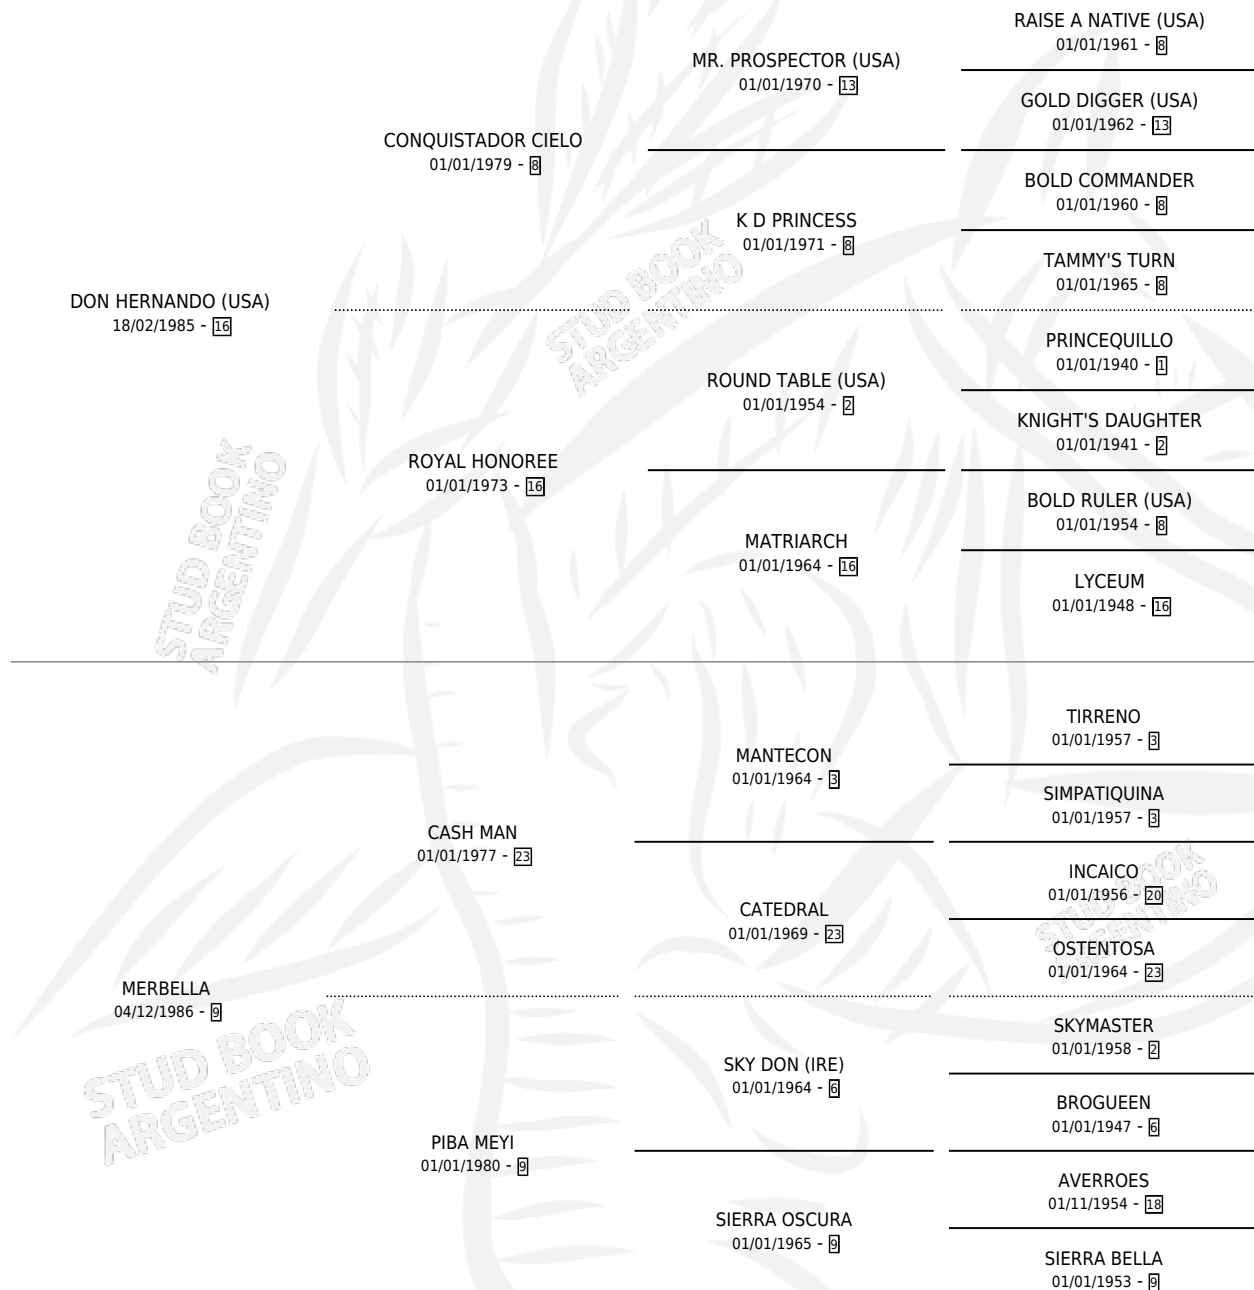 RAISE A NATIVE (USA)
01/01/1961 - 8
MR. PROSPECTOR (USA)
01/01/1970 - 13
GOLD DIGGER (USA)
01/01/1962 - 13
CONQUISTADOR CIELO
01/01/1979 - 8
BOLD COMMANDER
01/01/1960 - 8
K D PRINCESS
01/01/1971 - 8
TAMMY'S TURN
01/01/1965 - 8
DON HERNANDO (USA)
18/02/1985 - 16
PRINCEQUILLO
01/01/1940 - 1
ROUND TABLE (USA)
01/01/1954 - 2
KNIGHT'S DAUGHTER
01/01/1941 - 2
ROYAL HONOREE
01/01/1973 - 16
BOLD RULER (USA)
01/01/1954 - 8
MATRIARCH
01/01/1964 - 16
LYCEUM
01/01/1948 - 16
TIRRENO
01/01/1957 - 3
MANTECON
01/01/1964 - 3
SIMPATIQUINA
01/01/1957 - 3
CASH MAN
01/01/1977 - 23
INCAICO
01/01/1956 - 20
CATEDRAL
01/01/1969 - 23
OSTENTOSA
01/01/1964 - 23
MERBELLA
04/12/1986 - 9
SKYMASTER
01/01/1958 - 2
SKY DON (IRE)
01/01/1964 - 6
BROGUEEN
01/01/1947 - 6
PIBA MEYI
01/01/1980 - 9
AVERROES
01/11/1954 - 18
SIERRA OSCURA
01/01/1965 - 9
SIERRA BELLA
01/01/1953 - 9
STUD BOOK
ARGENTINO
STUD BOOK
ARGENTINO
STUD BOOK
ARGENTINO
STUD BOOK
ARGENTINO